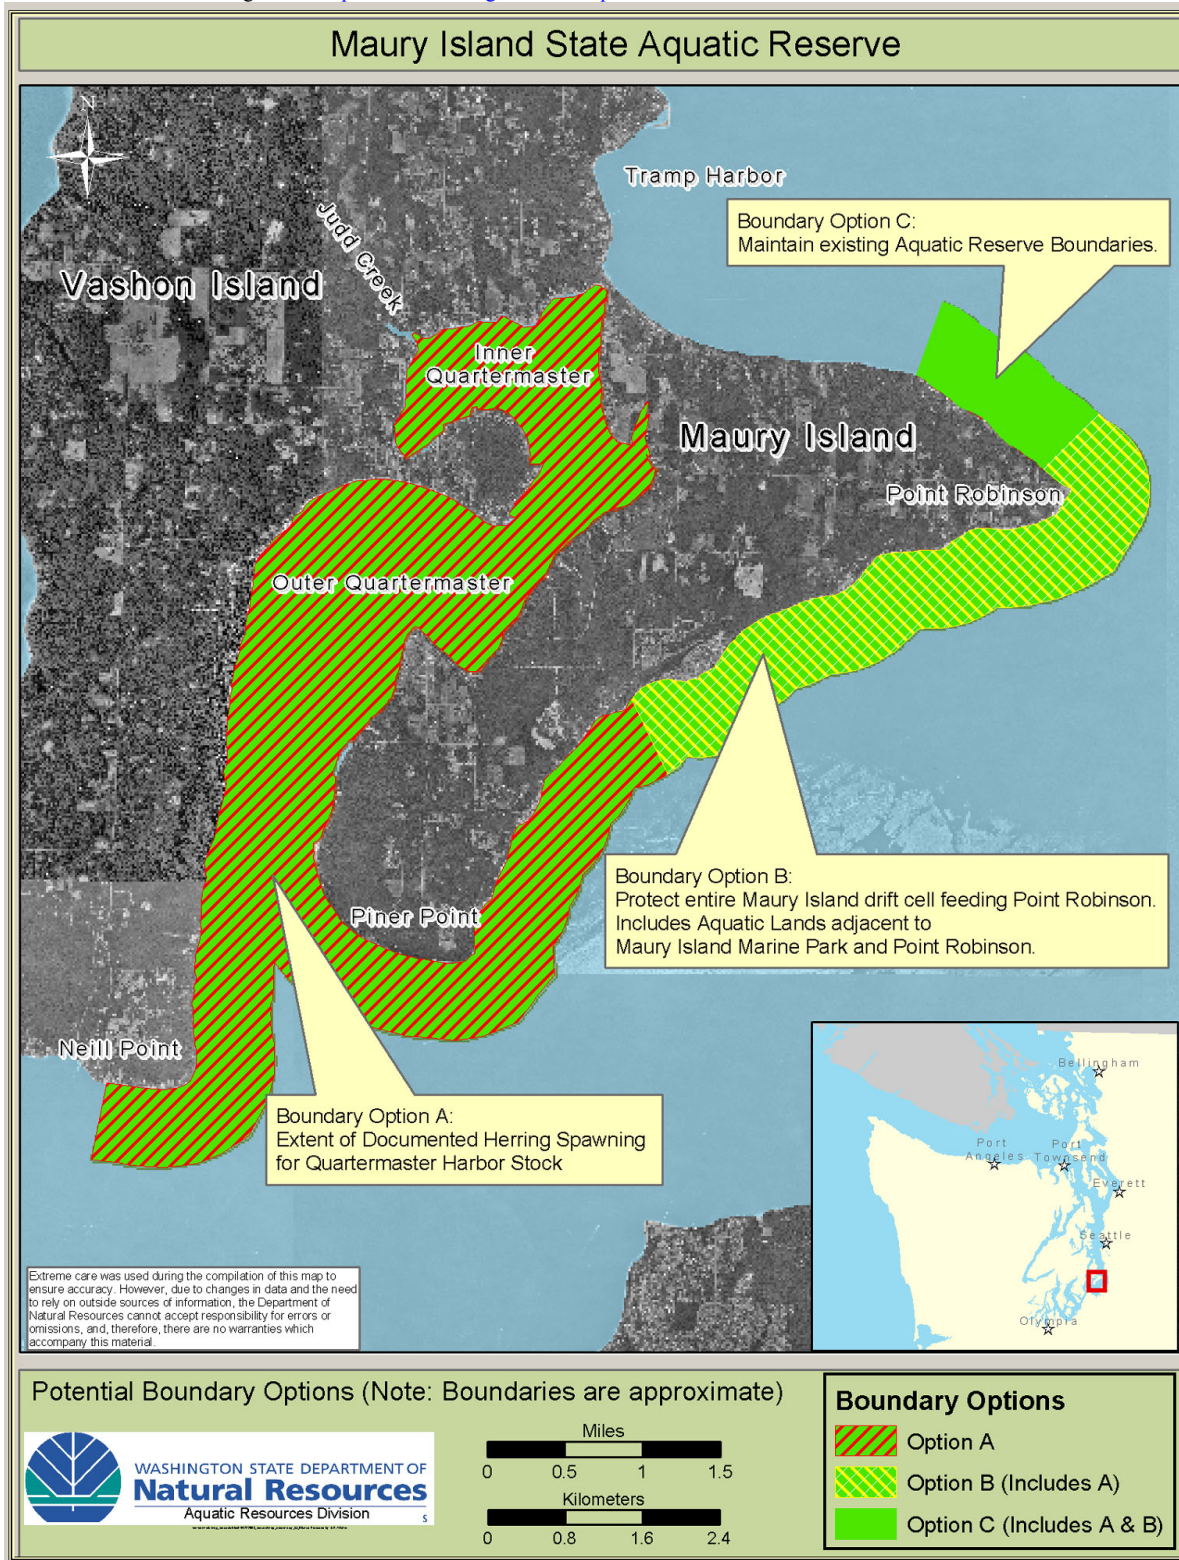 Maury Island State Aquatic Reserve
N
Tramp Harbor
Boundary Option C:
Maintain existing Aquatic Reserve Boundaries.
Judd Creek
Vashon Island
Inner
Quartermaster
Maury Island
Point Robinson
Outer Quartermaster
Boundary Option B:
Protect entire Maury Island drift cell feeding Point Robinson.
Includes Aquatic Lands adjacent to
Maury Island Marine Park and Point Robinson.
Piner Point
Neill Point
Boundary Option A:
Extent of Documented Herring Spawning
for Quartermaster Harbor Stock
Bellingham
Port
Angeles
Port
Townsend
Everett
Seattle
Olympia
Extreme care was used during the compilation of this map to
ensure accuracy. However, due to changes in data and the need
to rely on outside sources of information, the Department of
Natural Resources cannot accept responsibility for errors or
omissions, and, therefore, there are no warranties which
accompany this material.
Potential Boundary Options (Note: Boundaries are approximate)
WASHINGTON STATE DEPARTMENT OF
Natural Resources
Aquatic Resources Division
S
Miles
0 0.5 1 1.5
Kilometers
0 0.8 1.6 2.4
Boundary Options
Option A
Option B (Includes A)
Option C (Includes A & B)